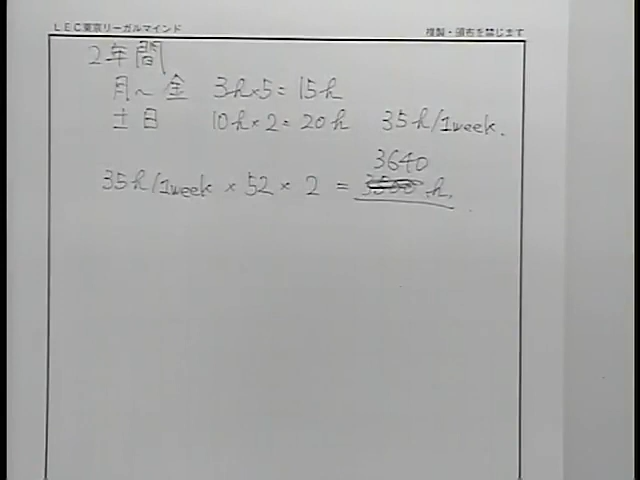 LEC東京リーガルマインド 複製・頒布を禁じます
2年間
月～金 3h×5=15h
土日 10h×2=20h 35h/1week.
3640
35h/1week × 52 × 2 = h.